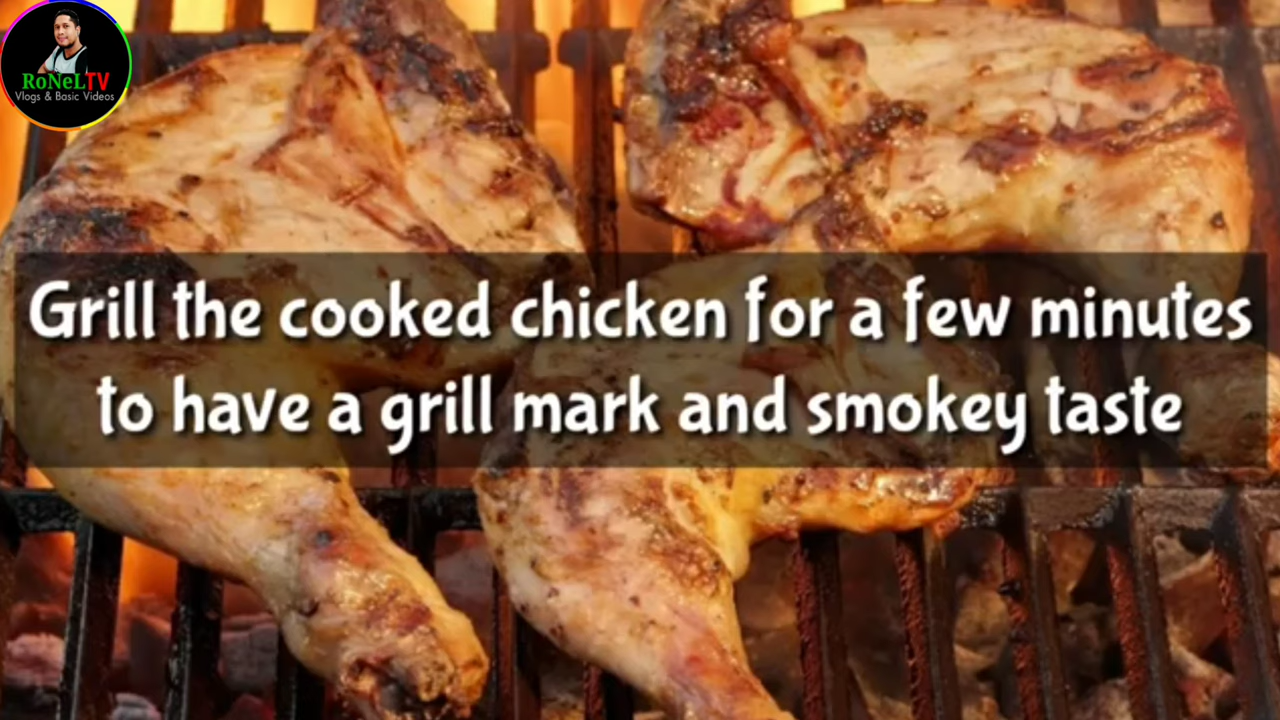 RoNeLTV
Vlogs & Basic Videos
Grill the cooked chicken for a few minutes
to have a grill mark and smokey taste